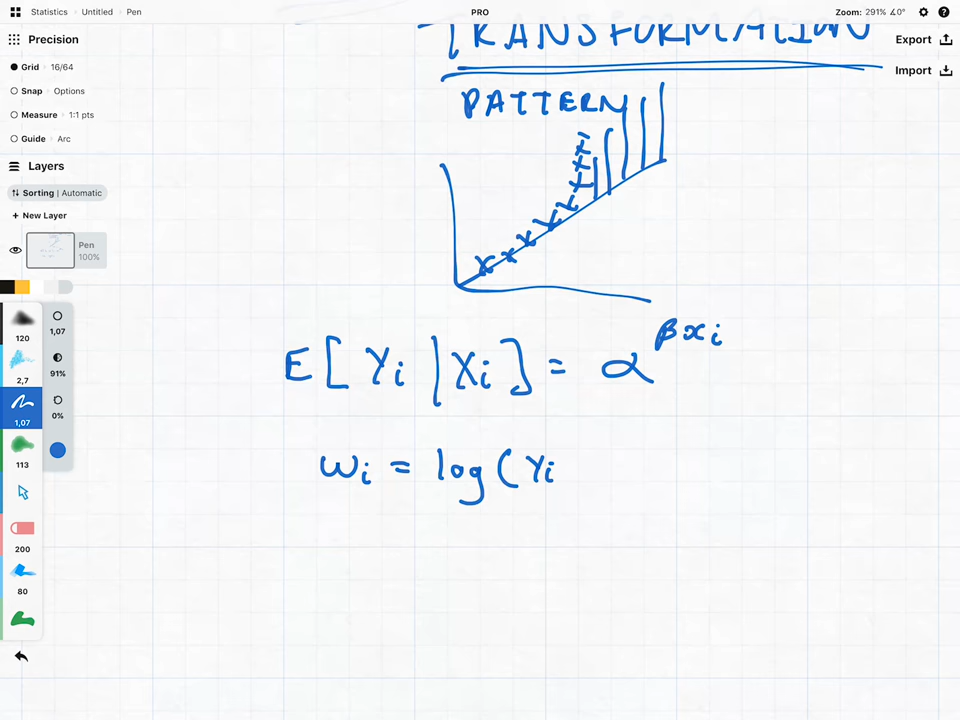 Statistics › Untitled › Pen
PRO
Zoom: 291% ∡0°
Precision
Grid 16/64
Snap Options
Measure 1:1 pts
Guide Arc
Layers
Sorting | Automatic
+ New Layer
Pen
100%
120
2,7
1,07
113
200
80
1,07
91%
0%
Export
Import
TRANSFORMATION
PATTERN
E[ Yi | Xi ] = α^βxi
wi = log ( Yi